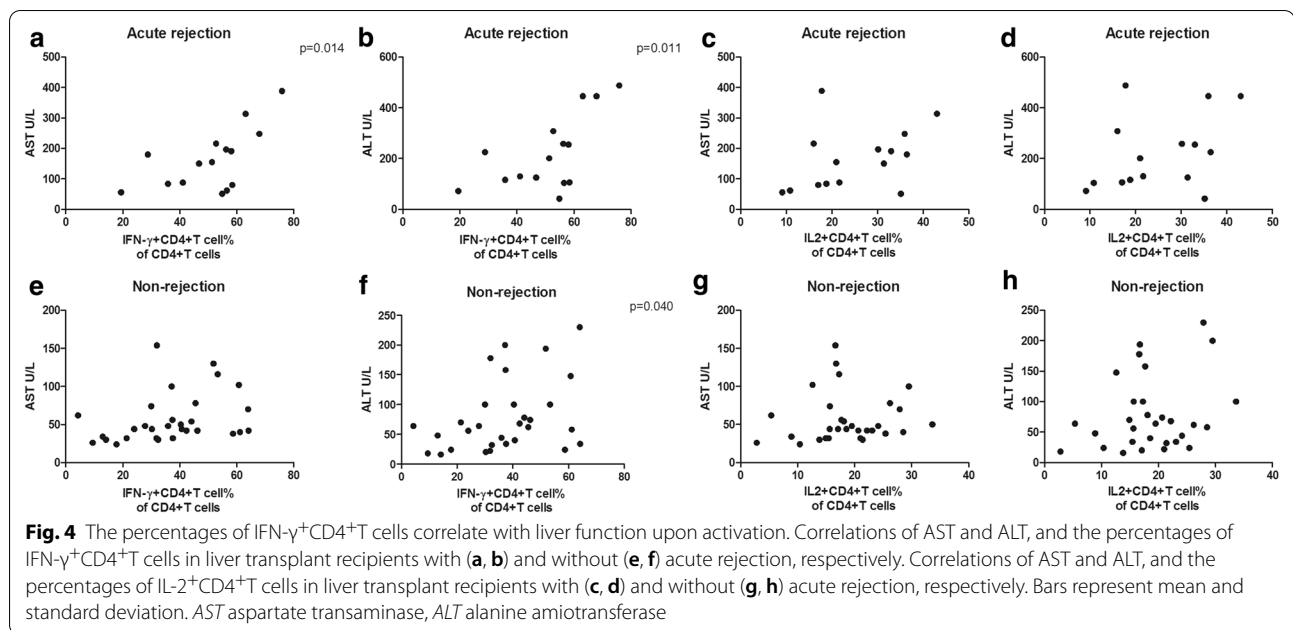 a
Acute rejection
p=0.014
500
400
300
200
100
0
AST U/L
0 20 40 60 80
IFN-γ+CD4+T cell%
of CD4+T cells
b
Acute rejection
p=0.011
600
400
200
0
ALT U/L
0 20 40 60 80
IFN-γ+CD4+T cell%
of CD4+T cells
c
Acute rejection
500
400
300
200
100
0
AST U/L
0 10 20 30 40 50
IL2+CD4+T cell%
of CD4+T cells
d
Acute rejection
600
400
200
0
ALT U/L
0 10 20 30 40 50
IL2+CD4+T cell%
of CD4+T cells
e
Non-rejection
200
150
100
50
0
AST U/L
0 20 40 60 80
IFN-γ+CD4+T cell%
of CD4+T cells
f
Non-rejection
p=0.040
250
200
150
100
50
0
ALT U/L
0 20 40 60 80
IFN-γ+CD4+T cell%
of CD4+T cells
g
Non-rejection
200
150
100
50
0
AST U/L
0 10 20 30 40
IL2+CD4+T cell%
of CD4+T cells
h
Non-rejection
250
200
150
100
50
0
ALT U/L
0 10 20 30 40
IL2+CD4+T cell%
of CD4+T cells
Fig. 4 The percentages of IFN-γ+CD4+T cells correlate with liver function upon activation. Correlations of AST and ALT, and the percentages of
IFN-γ+CD4+T cells in liver transplant recipients with (a, b) and without (e, f) acute rejection, respectively. Correlations of AST and ALT, and the
percentages of IL-2+CD4+T cells in liver transplant recipients with (c, d) and without (g, h) acute rejection, respectively. Bars represent mean and
standard deviation. AST aspartate transaminase, ALT alanine amiotransferase